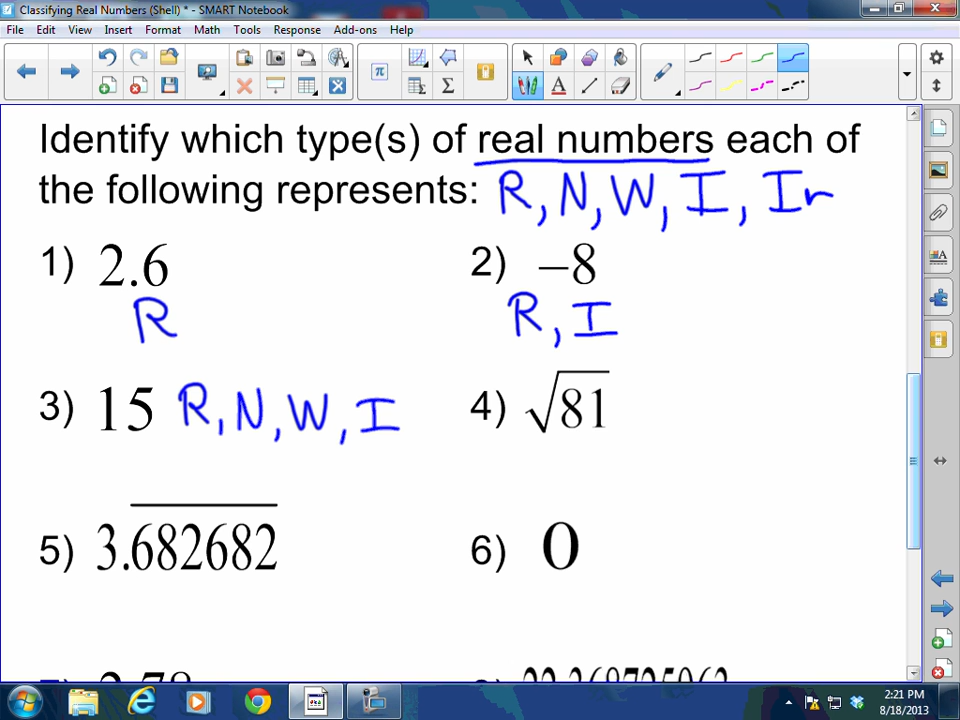 Classifying Real Numbers (Shell) * - SMART Notebook
File Edit View Insert Format Math Tools Response Add-ons Help
Identify which type(s) of real numbers each of
the following represents: R, N, W, I, Ir
1) 2.6
2) –8
R
R, I
3) 15 R, N, W, I
4) √81
5) 3.682682
6) 0
2:21 PM
8/18/2013